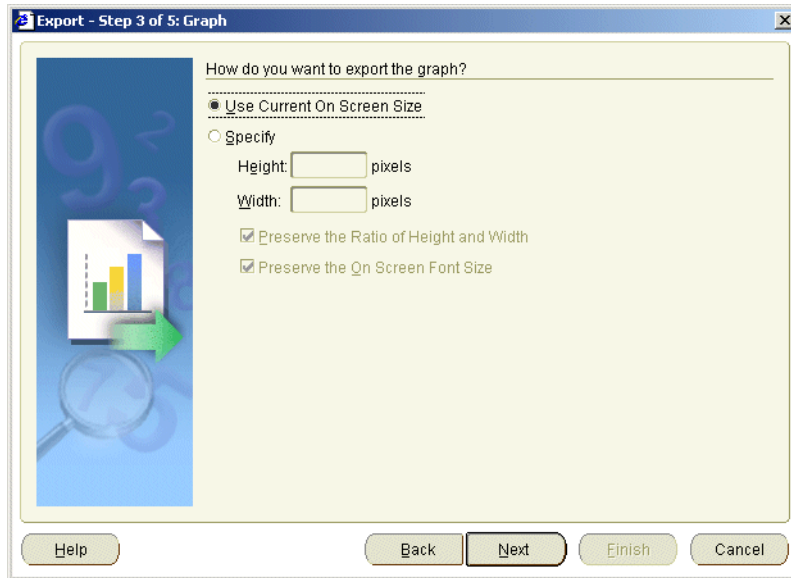 Export - Step 3 of 5: Graph
How do you want to export the graph?
Use Current On Screen Size
Specify
Height: pixels
Width: pixels
Preserve the Ratio of Height and Width
Preserve the On Screen Font Size
Help Back Next Finish Cancel